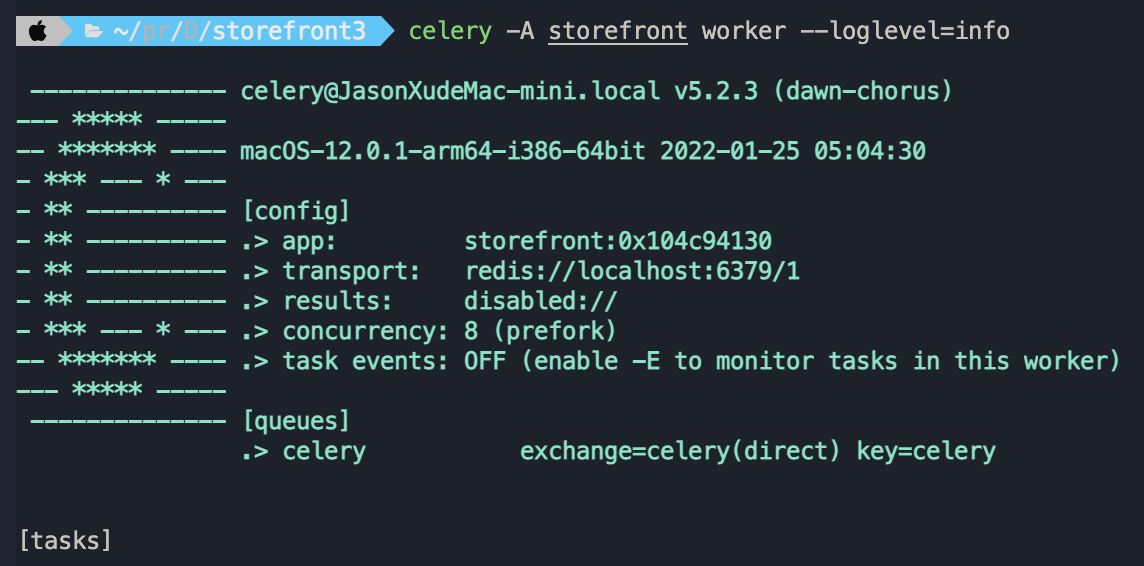 ~/pr/D/storefront3 celery -A storefront worker --loglevel=info
 -------------- celery@JasonXudeMac-mini.local v5.2.3 (dawn-chorus)
--- ***** -----
-- ******* ---- macOS-12.0.1-arm64-i386-64bit 2022-01-25 05:04:30
- *** --- * ---
- ** ---------- [config]
- ** ---------- .> app:         storefront:0x104c94130
- ** ---------- .> transport:   redis://localhost:6379/1
- ** ---------- .> results:     disabled://
- *** --- * --- .> concurrency: 8 (prefork)
-- ******* ---- .> task events: OFF (enable -E to monitor tasks in this worker)
--- ***** -----
 -------------- [queues]
                .> celery           exchange=celery(direct) key=celery
[tasks]